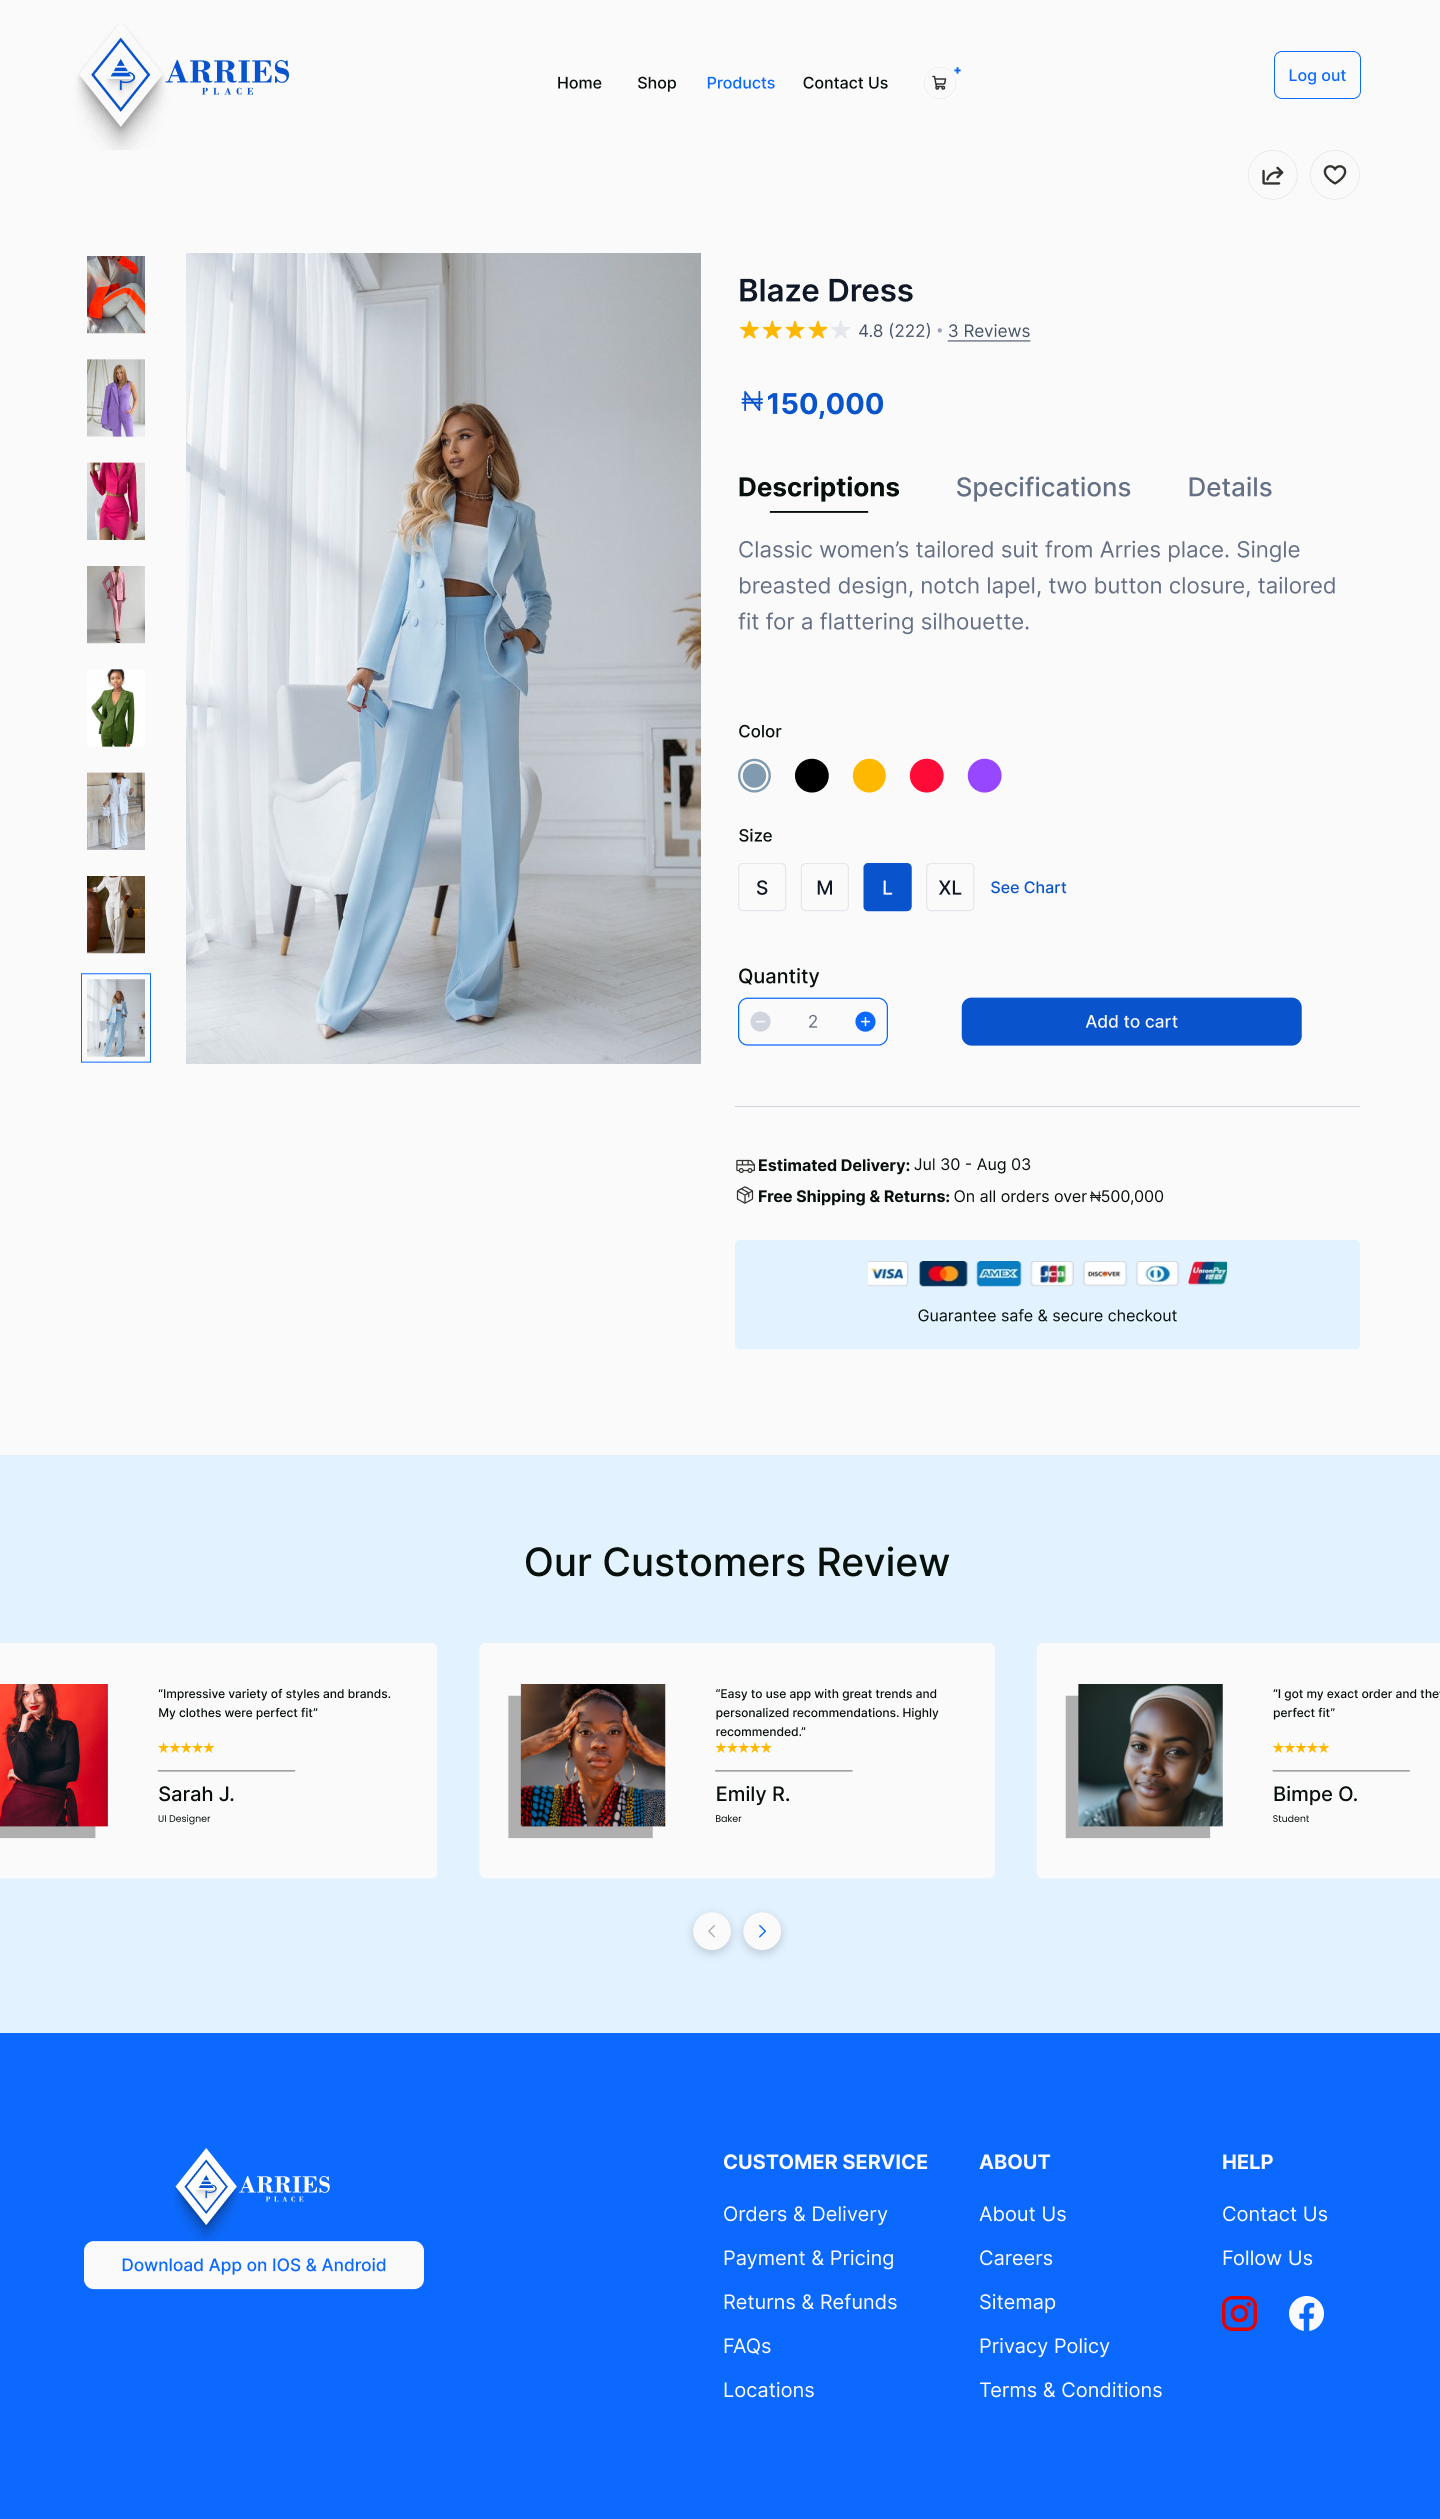 ARRIES
PLACE
Home
Shop
Products
Contact Us
Log out
Blaze Dress
4.8 (222) • 3 Reviews
₦150,000
Descriptions
Specifications
Details
Classic women’s tailored suit from Arries place. Single
breasted design, notch lapel, two button closure, tailored
fit for a flattering silhouette.
Color
Size
S
M
L
XL
See Chart
Quantity
2
Add to cart
Estimated Delivery: Jul 30 - Aug 03
Free Shipping & Returns: On all orders over ₦500,000
VISA
AMEX
JCB
DISCOVER
UnionPay
银联
Guarantee safe & secure checkout
Our Customers Review
“Impressive variety of styles and brands.
My clothes were perfect fit”
Sarah J.
UI Designer
“Easy to use app with great trends and
personalized recommendations. Highly
recommended.”
Emily R.
Baker
“I got my exact order and they
perfect fit”
Bimpe O.
Student
ARRIES
PLACE
Download App on IOS & Android
CUSTOMER SERVICE
Orders & Delivery
Payment & Pricing
Returns & Refunds
FAQs
Locations
ABOUT
About Us
Careers
Sitemap
Privacy Policy
Terms & Conditions
HELP
Contact Us
Follow Us